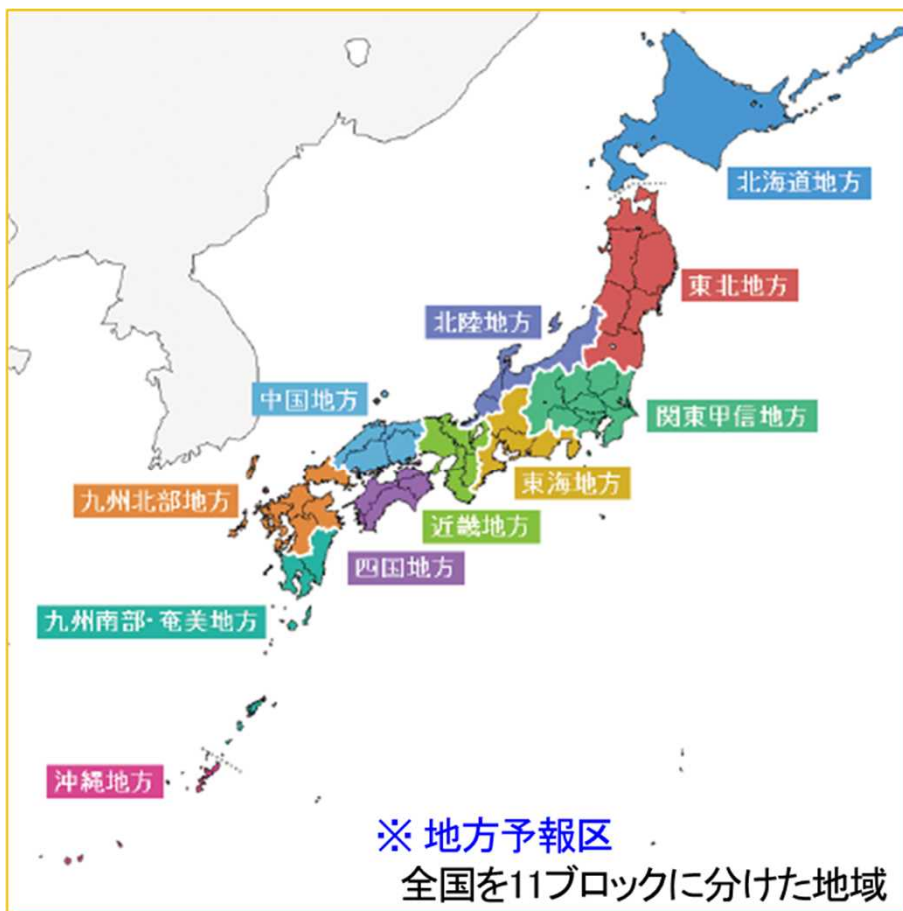 北海道地方
東北地方
北陸地方
中国地方
関東甲信地方
東海地方
九州北部地方
近畿地方
四国地方
九州南部・奄美地方
沖縄地方
※ 地方予報区
全国を11ブロックに分けた地域